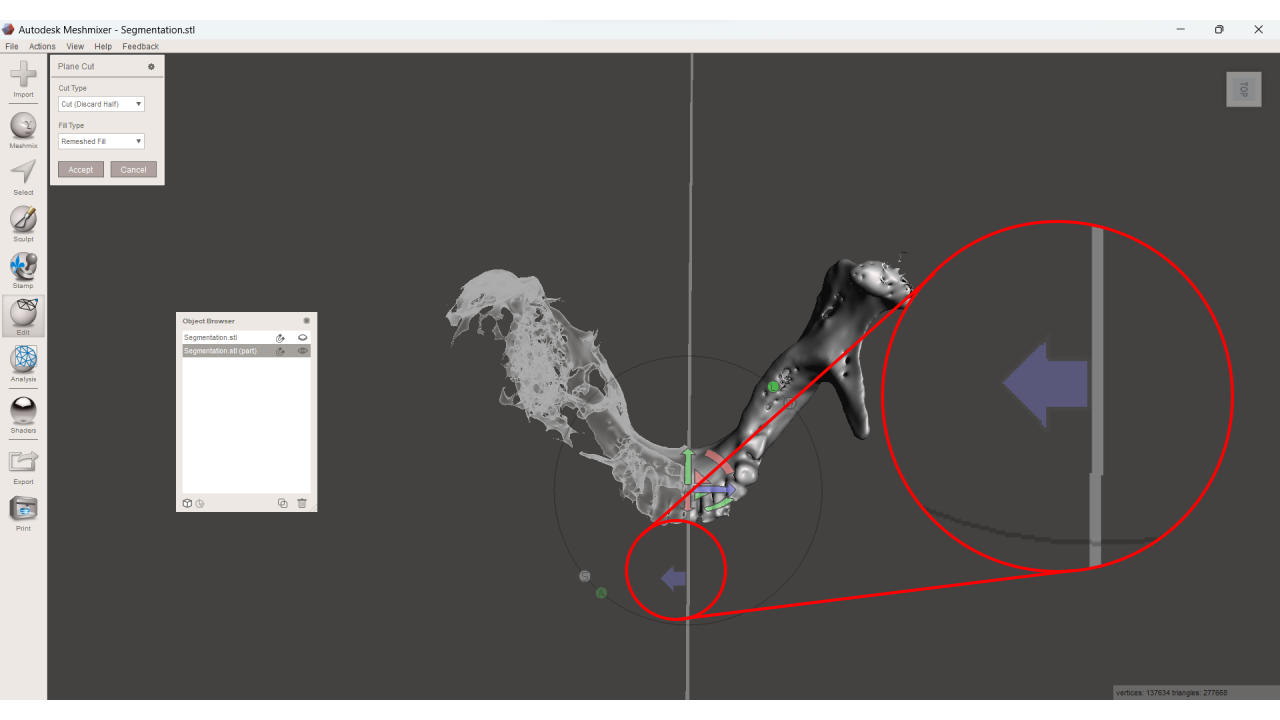 Autodesk Meshmixer - Segmentation.stl
File Actions View Help Feedback
Import
Meshmix
Select
Sculpt
Stamp
Edit
Analysis
Shaders
Export
Print
Plane Cut
Cut Type
Cut (Discard Half)
Fill Type
Remeshed Fill
Accept Cancel
TOP
Object Browser
Segmentation.stl
Segmentation.stl (part)
L
S
A
vertices: 137634 triangles: 277668